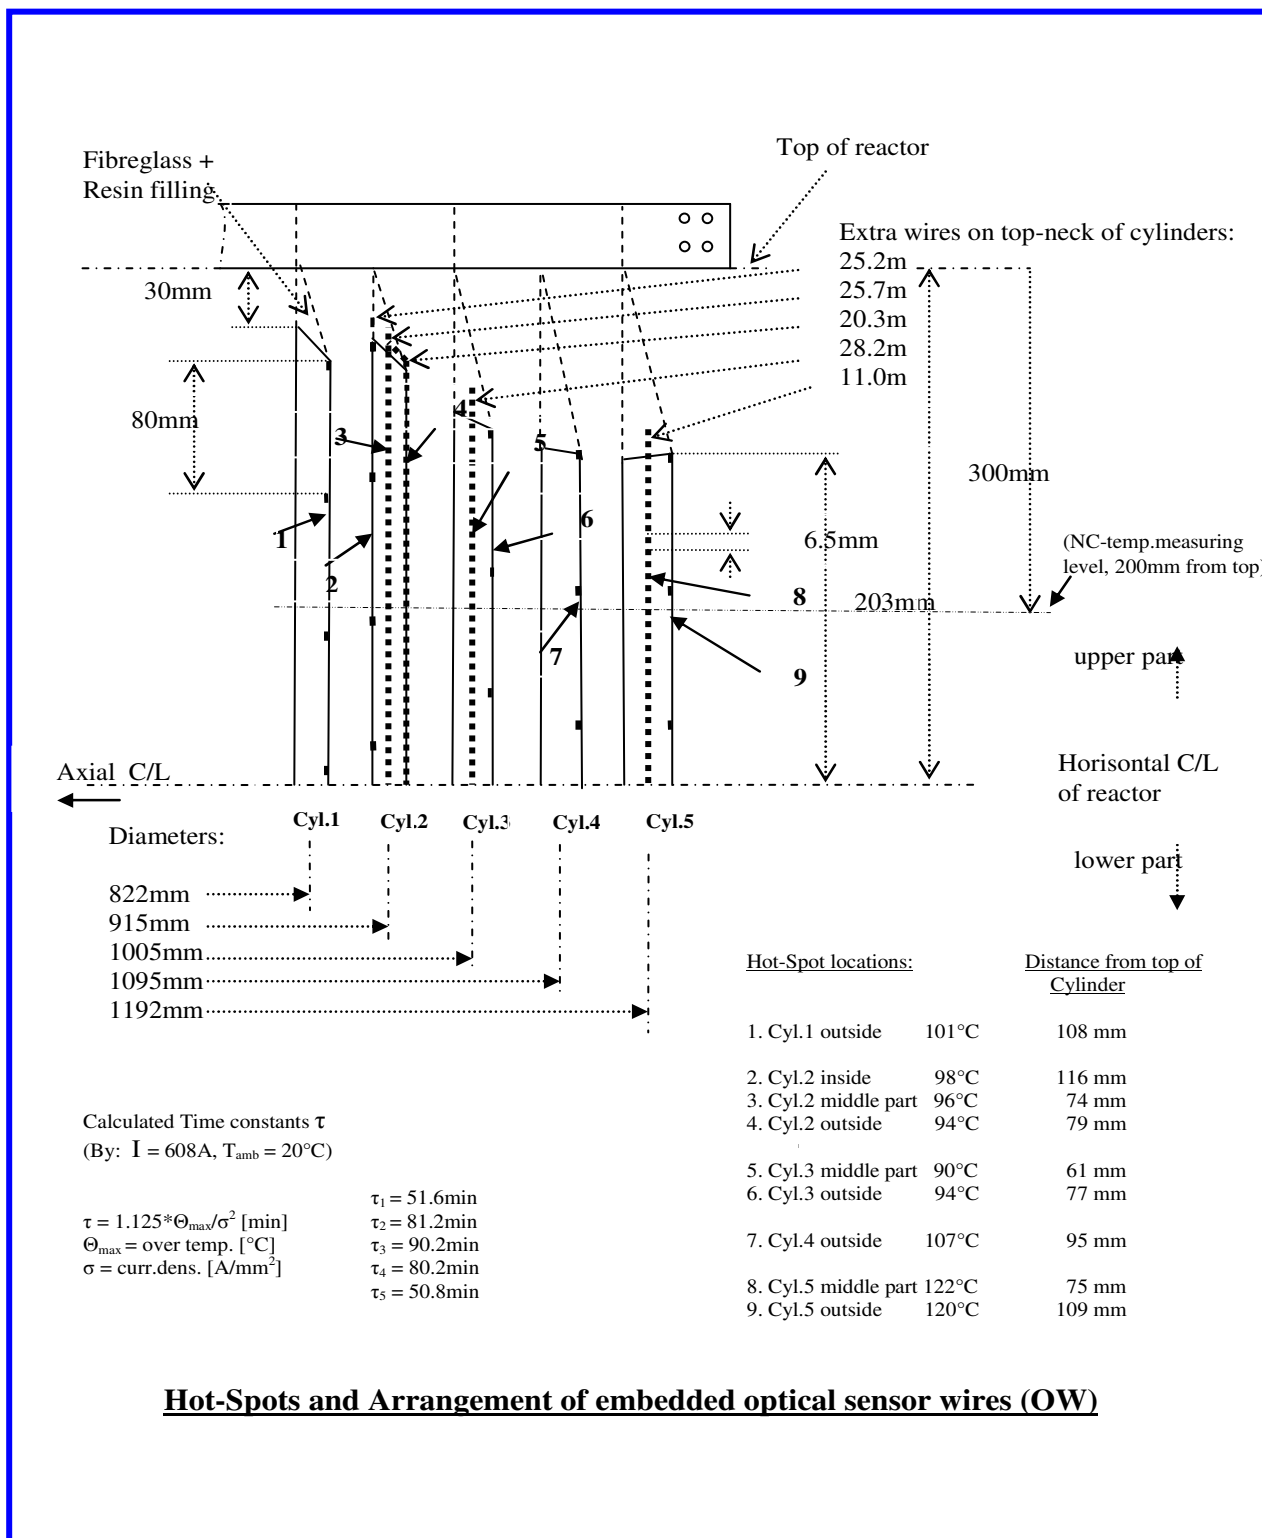 Fibreglass +
Resin filling
Top of reactor
Extra wires on top-neck of cylinders:
25.2m
25.7m
20.3m
28.2m
11.0m
30mm
80mm
300mm
6.5mm
203mm
(NC-temp.measuring
level, 200mm from top)
1
2
3
4
5
6
7
8
9
upper part
Axial C/L
Horisontal C/L
of reactor
lower part
Cyl.1 Cyl.2 Cyl.3 Cyl.4 Cyl.5
Diameters:
822mm
915mm
1005mm
1095mm
1192mm
Hot-Spot locations: Distance from top of
Cylinder
1. Cyl.1 outside 101°C 108 mm
2. Cyl.2 inside 98°C 116 mm
3. Cyl.2 middle part 96°C 74 mm
4. Cyl.2 outside 94°C 79 mm
5. Cyl.3 middle part 90°C 61 mm
6. Cyl.3 outside 94°C 77 mm
7. Cyl.4 outside 107°C 95 mm
8. Cyl.5 middle part 122°C 75 mm
9. Cyl.5 outside 120°C 109 mm
Calculated Time constants τ
(By: I = 608A, Tamb = 20°C)
τ = 1.125*Θmax/σ² [min]
Θmax = over temp. [°C]
σ = curr.dens. [A/mm²]
τ1 = 51.6min
τ2 = 81.2min
τ3 = 90.2min
τ4 = 80.2min
τ5 = 50.8min
Hot-Spots and Arrangement of embedded optical sensor wires (OW)